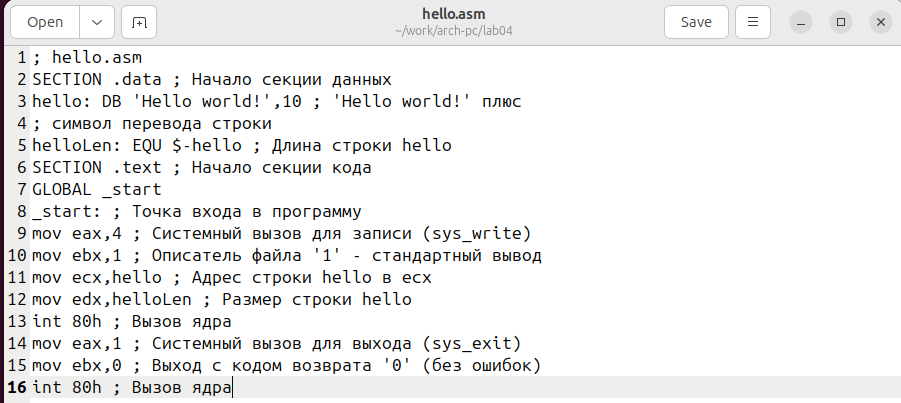 Open
hello.asm
~/work/arch-pc/lab04
Save
1 ; hello.asm
2 SECTION .data ; Начало секции данных
3 hello: DB 'Hello world!',10 ; 'Hello world!' плюс
4 ; символ перевода строки
5 helloLen: EQU $-hello ; Длина строки hello
6 SECTION .text ; Начало секции кода
7 GLOBAL _start
8 _start: ; Точка входа в программу
9 mov eax,4 ; Системный вызов для записи (sys_write)
10 mov ebx,1 ; Описатель файла '1' - стандартный вывод
11 mov ecx,hello ; Адрес строки hello в ecx
12 mov edx,helloLen ; Размер строки hello
13 int 80h ; Вызов ядра
14 mov eax,1 ; Системный вызов для выхода (sys_exit)
15 mov ebx,0 ; Выход с кодом возврата '0' (без ошибок)
16 int 80h ; Вызов ядра